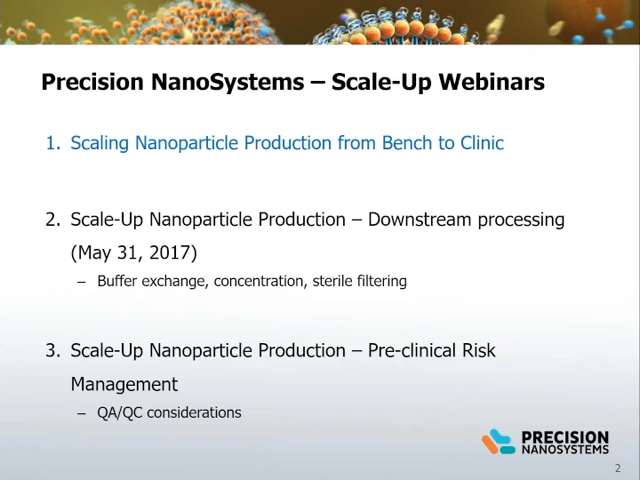 Precision NanoSystems – Scale-Up Webinars
1. Scaling Nanoparticle Production from Bench to Clinic
2. Scale-Up Nanoparticle Production – Downstream processing
(May 31, 2017)
– Buffer exchange, concentration, sterile filtering
3. Scale-Up Nanoparticle Production – Pre-clinical Risk
Management
– QA/QC considerations
PRECISION
NANOSYSTEMS
2